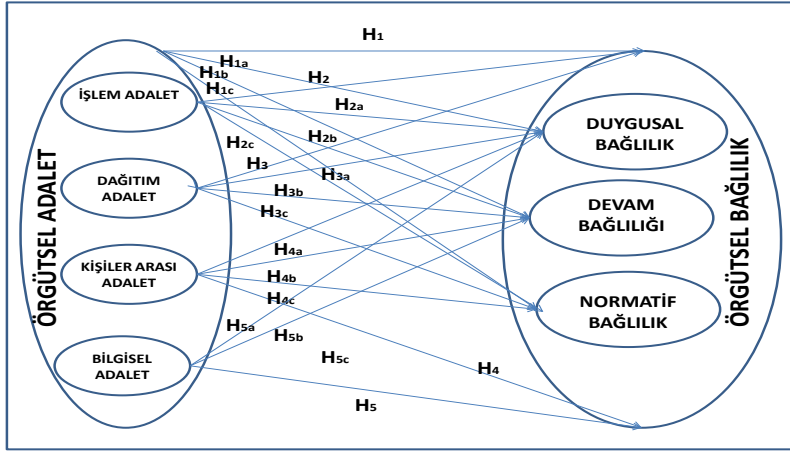 ÖRGÜTSEL ADALET
İŞLEM ADALET
DAĞITIM
ADALET
KİŞİLER ARASI
ADALET
BİLGİSEL
ADALET
H₁
H₁ₐ
H₁b
H₁c
H₂
H₂ₐ
H₂b
H₂c
H₃
H₃ₐ
H₃b
H₃c
H₄ₐ
H₄b
H₄c
H₄
H₅ₐ
H₅b
H₅c
H₅
DUYGUSAL
BAĞLILIK
DEVAM
BAĞLILIĞI
NORMATİF
BAĞLILIK
ÖRGÜTSEL BAĞLILIK